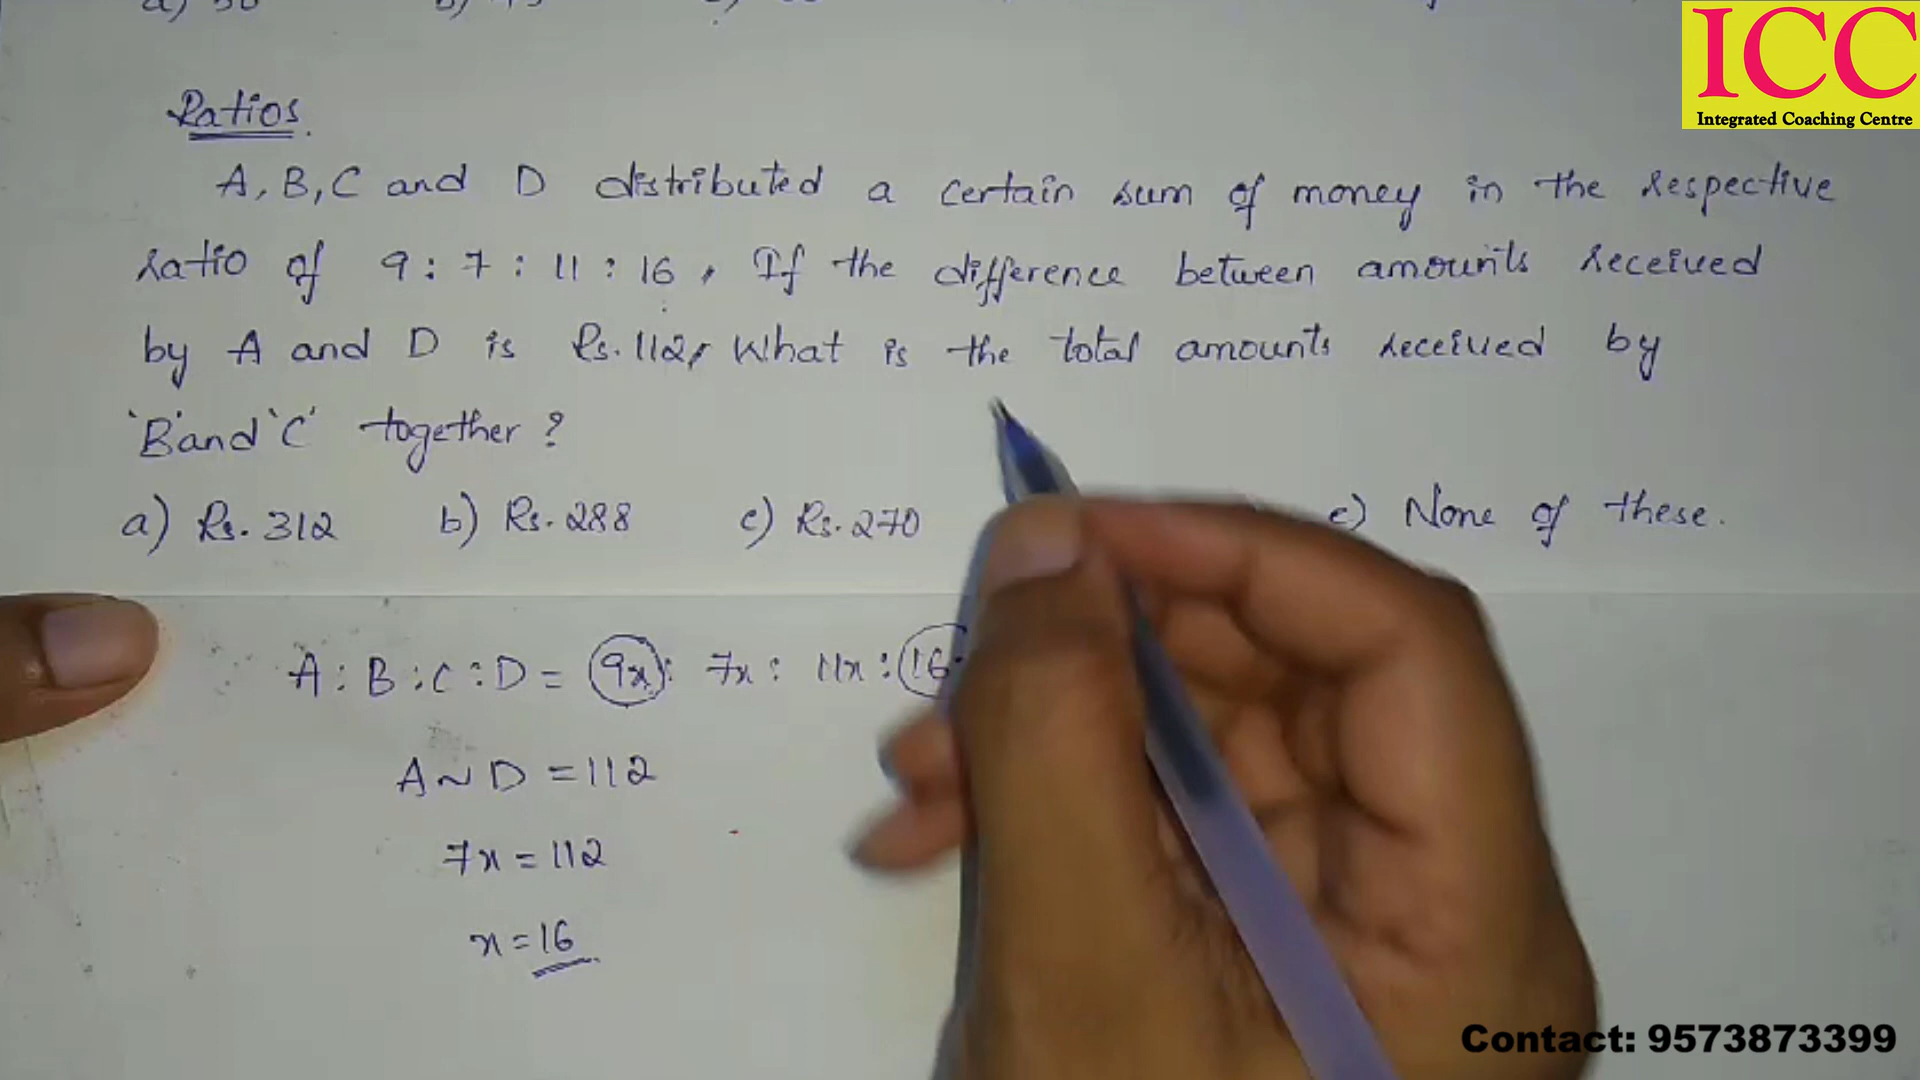 ICC
Integrated Coaching Centre
Ratios.
A, B, C and D distributed a certain sum of money in the respective
ratio of 9 : 7 : 11 : 16, If the difference between amounts received
by A and D is Rs. 112, What is the total amounts received by
'B' and 'C' together ?
a) Rs. 312 b) Rs. 288 c) Rs. 270 e) None of these.
A : B : C : D = 9x : 7x : 11x : 16
A ~ D = 112
7x = 112
x = 16
Contact: 9573873399